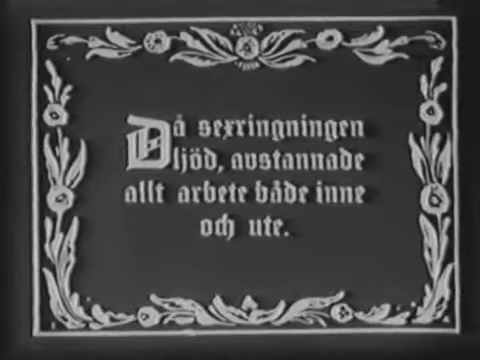 Då sexringningen
ljöd, avstannade
allt arbete både inne
och ute.